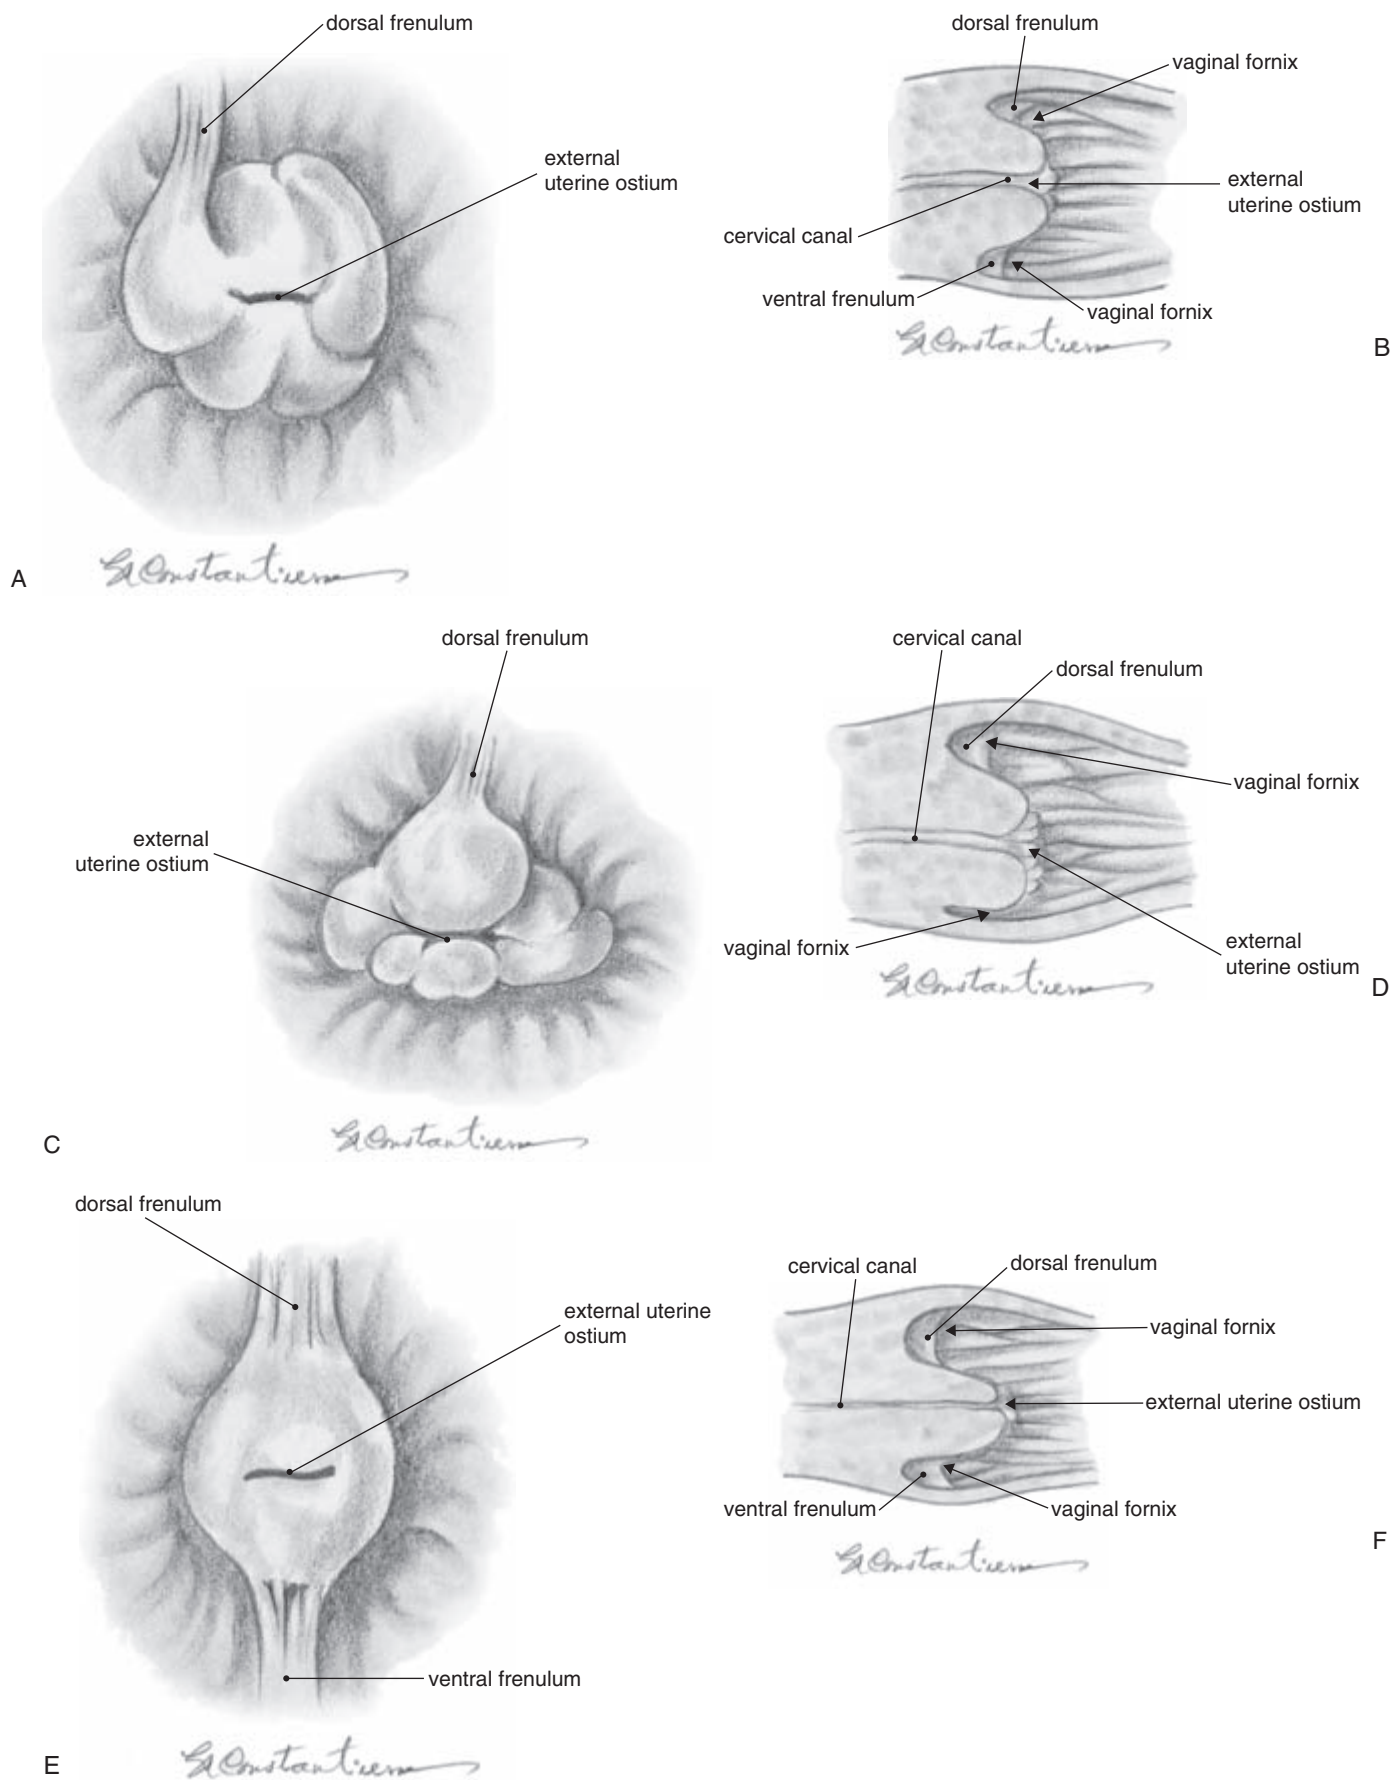 dorsal frenulum
external
uterine ostium
A
dorsal frenulum
vaginal fornix
external
uterine ostium
cervical canal
ventral frenulum
vaginal fornix
B
dorsal frenulum
external
uterine ostium
C
cervical canal
dorsal frenulum
vaginal fornix
vaginal fornix
external
uterine ostium
D
dorsal frenulum
external uterine
ostium
ventral frenulum
E
cervical canal
dorsal frenulum
vaginal fornix
external uterine ostium
ventral frenulum
vaginal fornix
F